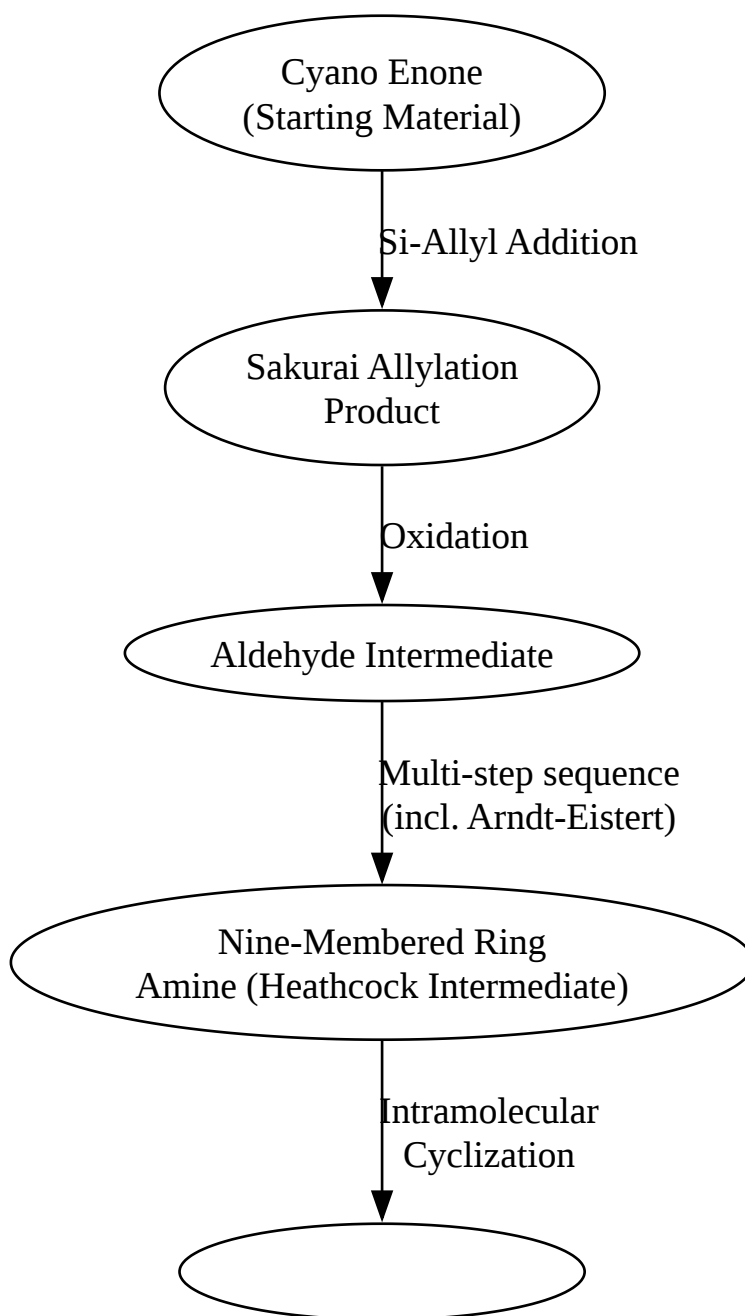 Cyano Enone
(Starting Material)
Si-Allyl Addition
Sakurai Allylation
Product
Oxidation
Aldehyde Intermediate
Multi-step sequence
(incl. Arndt-Eistert)
Nine-Membered Ring
Amine (Heathcock Intermediate)
Intramolecular
Cyclization